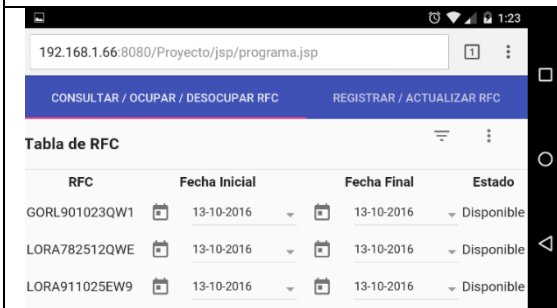 1:23
192.168.1.66:8080/Proyecto/jsp/programa.jsp 1
CONSULTAR / OCUPAR / DESOCUPAR RFC REGISTRAR / ACTUALIZAR RFC
Tabla de RFC
RFC Fecha Inicial Fecha Final Estado
GORL901023QW1 13-10-2016 13-10-2016 Disponible
LORA782512QWE 13-10-2016 13-10-2016 Disponible
LORA911025EW9 13-10-2016 13-10-2016 Disponible